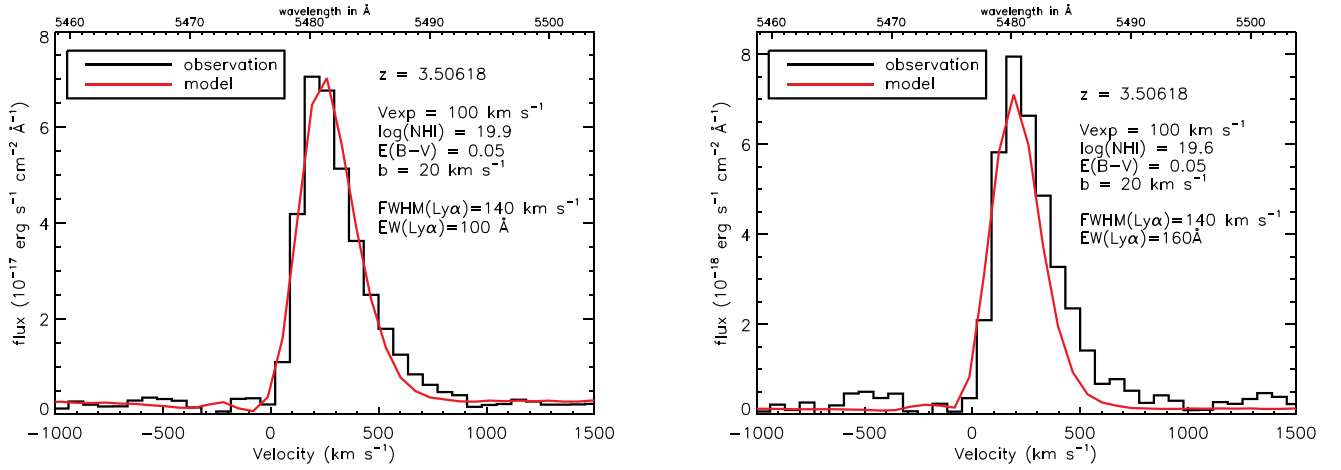 wavelength in Å
5460 5470 5480 5490 5500
observation
model
z = 3.50618
Vexp = 100 km s⁻¹
log(NHI) = 19.9
E(B−V) = 0.05
b = 20 km s⁻¹
FWHM(Lyα)=140 km s⁻¹
EW(Lyα)=100 Å
flux (10⁻¹⁷ erg s⁻¹ cm⁻² Å⁻¹)
8
6
4
2
0
−1000 −500 0 500 1000 1500
Velocity (km s⁻¹)
wavelength in Å
5460 5470 5480 5490 5500
observation
model
z = 3.50618
Vexp = 100 km s⁻¹
log(NHI) = 19.6
E(B−V) = 0.05
b = 20 km s⁻¹
FWHM(Lyα)=140 km s⁻¹
EW(Lyα)=160Å
flux (10⁻¹⁸ erg s⁻¹ cm⁻² Å⁻¹)
8
6
4
2
0
−1000 −500 0 500 1000 1500
Velocity (km s⁻¹)